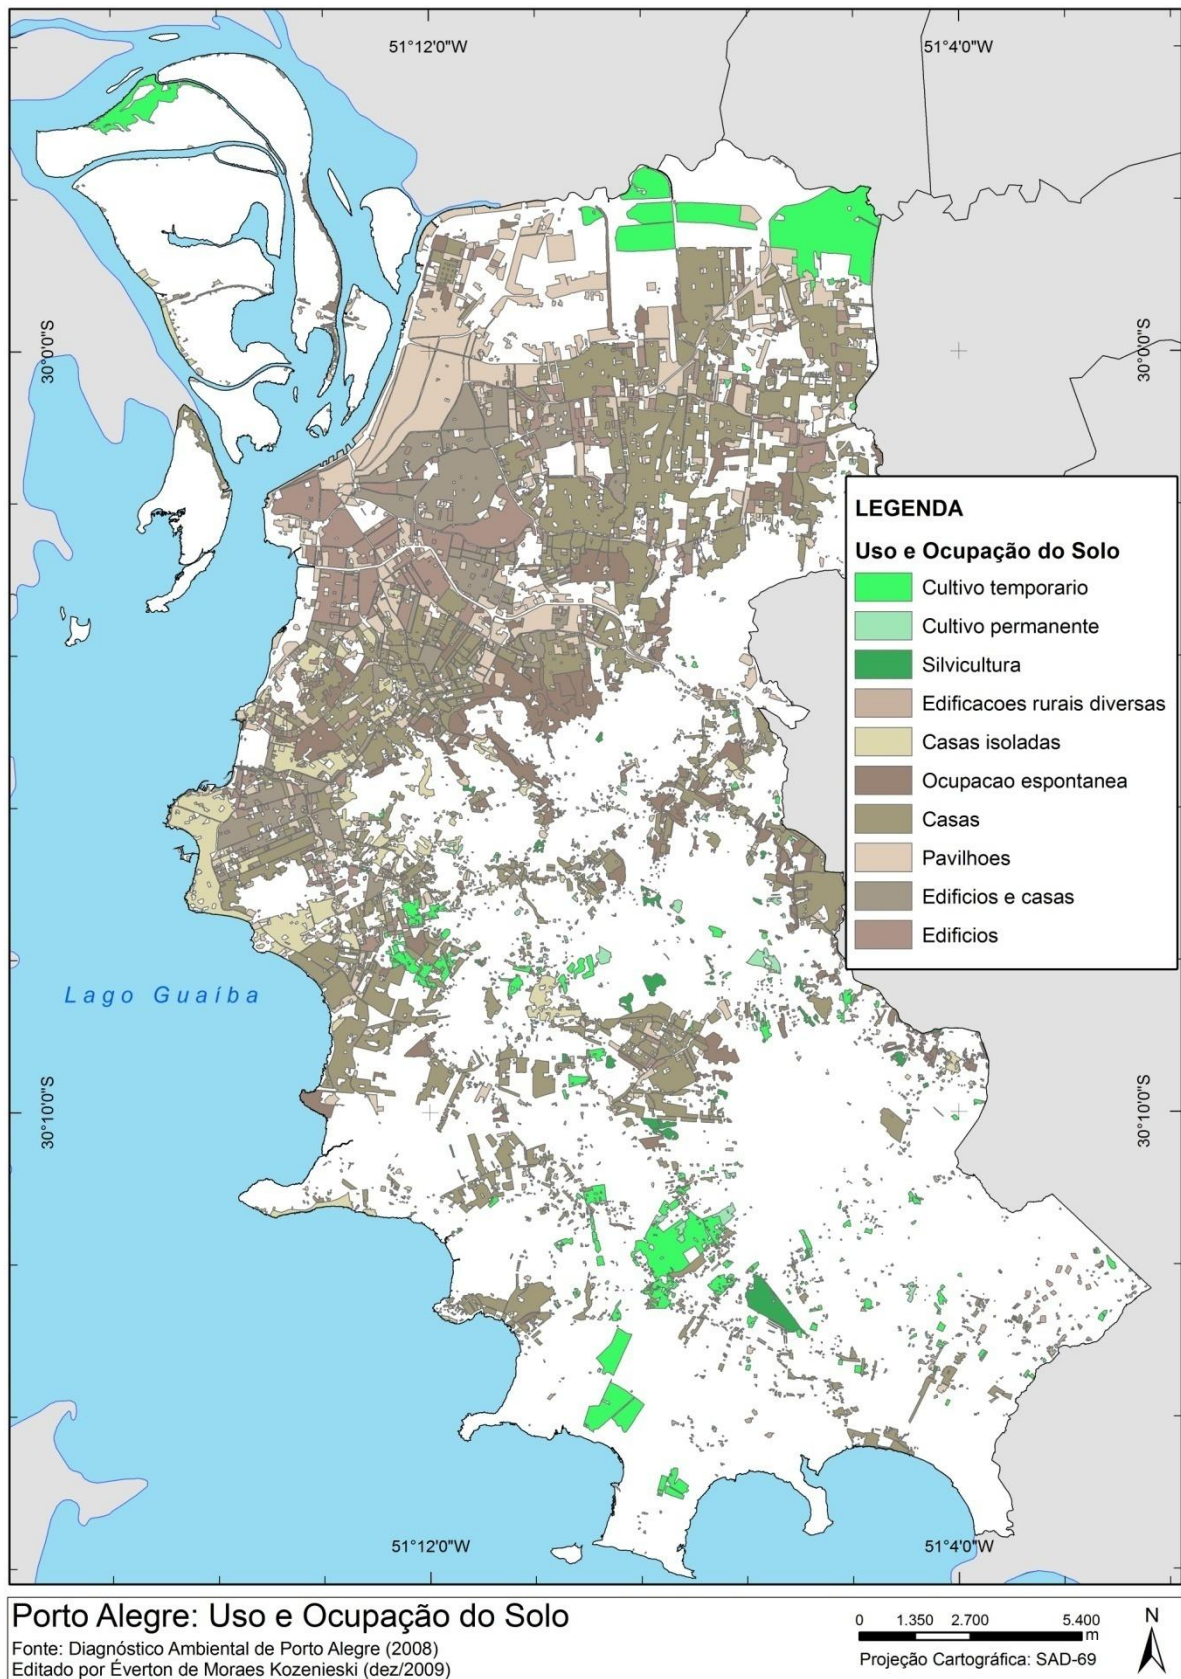 51°12'0"W
51°4'0"W
30°0'0"S
30°0'0"S
LEGENDA
Uso e Ocupação do Solo
Cultivo temporario
Cultivo permanente
Silvicultura
Edificacoes rurais diversas
Casas isoladas
Ocupacao espontanea
Casas
Pavilhoes
Edificios e casas
Edificios
Lago Guaíba
30°10'0"S
30°10'0"S
51°12'0"W
51°4'0"W
Porto Alegre: Uso e Ocupação do Solo
Fonte: Diagnóstico Ambiental de Porto Alegre (2008)
Editado por Éverton de Moraes Kozenieski (dez/2009)
0 1.350 2.700 5.400
m
Projeção Cartográfica: SAD-69
N